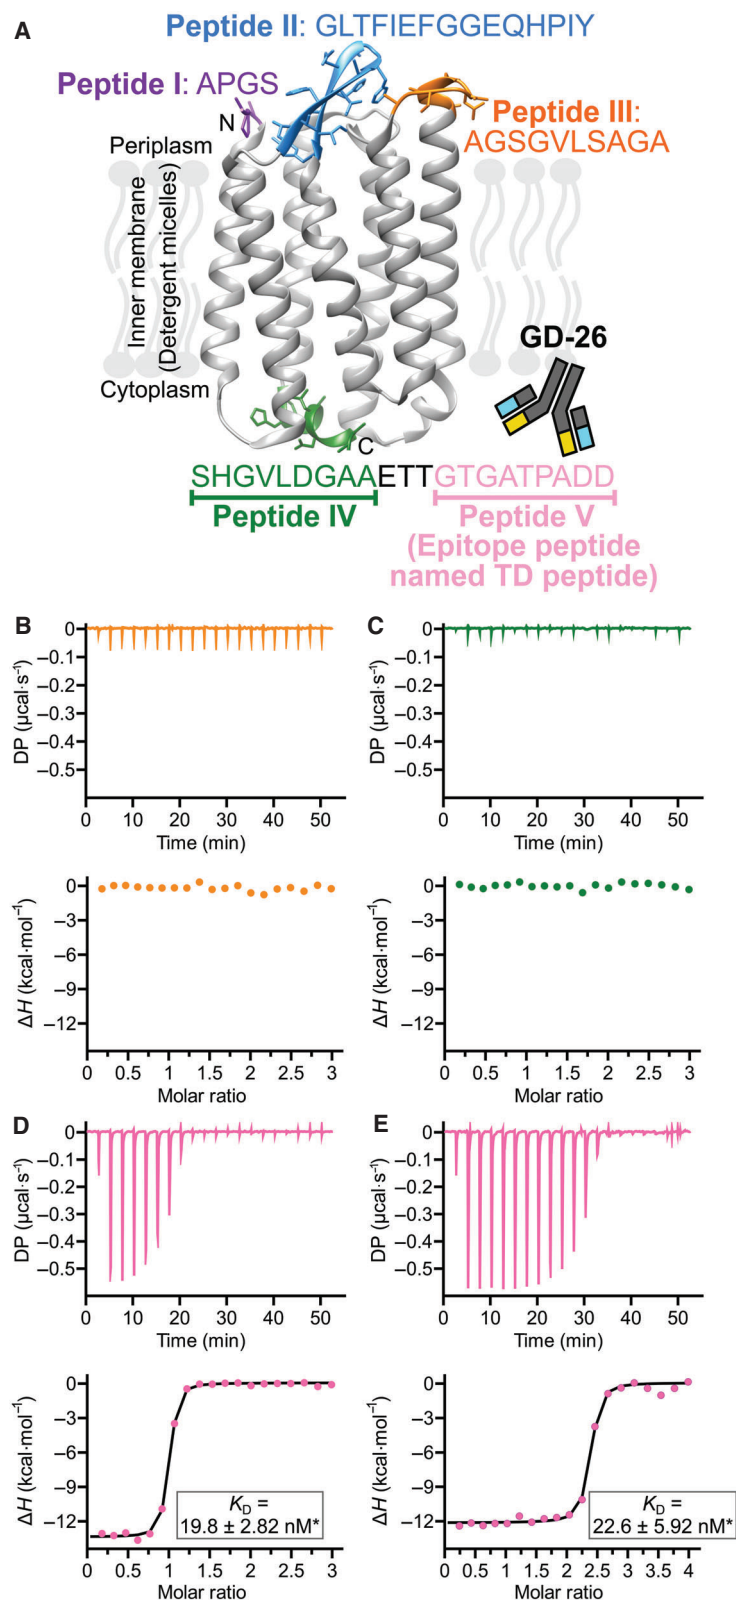 A
Peptide II: GLTFIEFGGEQHPIY
Peptide I: APGS
N
Peptide III:
AGSGVLSAGA
Periplasm
Inner membrane
(Detergent micelles)
GD-26
Cytoplasm
C
SHGVLDGAAETTGTGATPADD
Peptide IV
Peptide V
(Epitope peptide
named TD peptide)
B
DP (µcal·s⁻¹)
0
–0.1
–0.2
–0.3
–0.4
–0.5
0 10 20 30 40 50
Time (min)
ΔH (kcal·mol⁻¹)
0
–3
–6
–9
–12
0 0.5 1 1.5 2 2.5 3
Molar ratio
C
DP (µcal·s⁻¹)
0
–0.1
–0.2
–0.3
–0.4
–0.5
0 10 20 30 40 50
Time (min)
ΔH (kcal·mol⁻¹)
0
–3
–6
–9
–12
0 0.5 1 1.5 2 2.5 3
Molar ratio
D
DP (µcal·s⁻¹)
0
–0.1
–0.2
–0.3
–0.4
–0.5
0 10 20 30 40 50
Time (min)
ΔH (kcal·mol⁻¹)
0
–3
–6
–9
–12
K_D =
19.8 ± 2.82 nM*
0 0.5 1 1.5 2 2.5 3
Molar ratio
E
DP (µcal·s⁻¹)
0
–0.1
–0.2
–0.3
–0.4
–0.5
0 10 20 30 40 50
Time (min)
ΔH (kcal·mol⁻¹)
0
–3
–6
–9
–12
K_D =
22.6 ± 5.92 nM*
0 0.5 1 1.5 2 2.5 3 3.5 4
Molar ratio